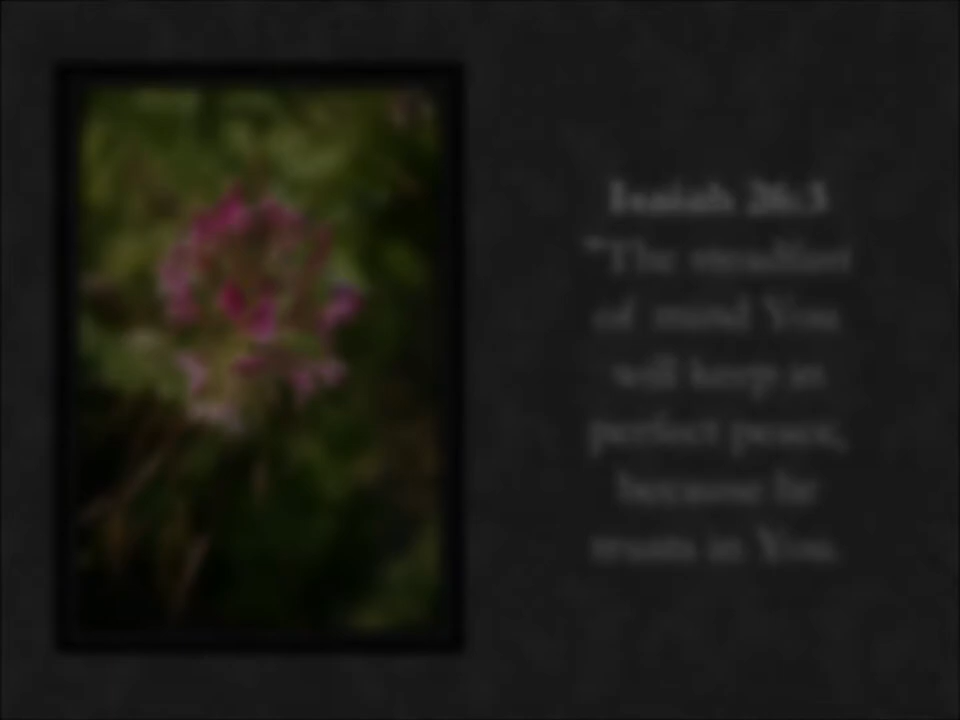 Isaiah 26:3
"The steadfast
of mind You
will keep in
perfect peace,
because he
trusts in You.